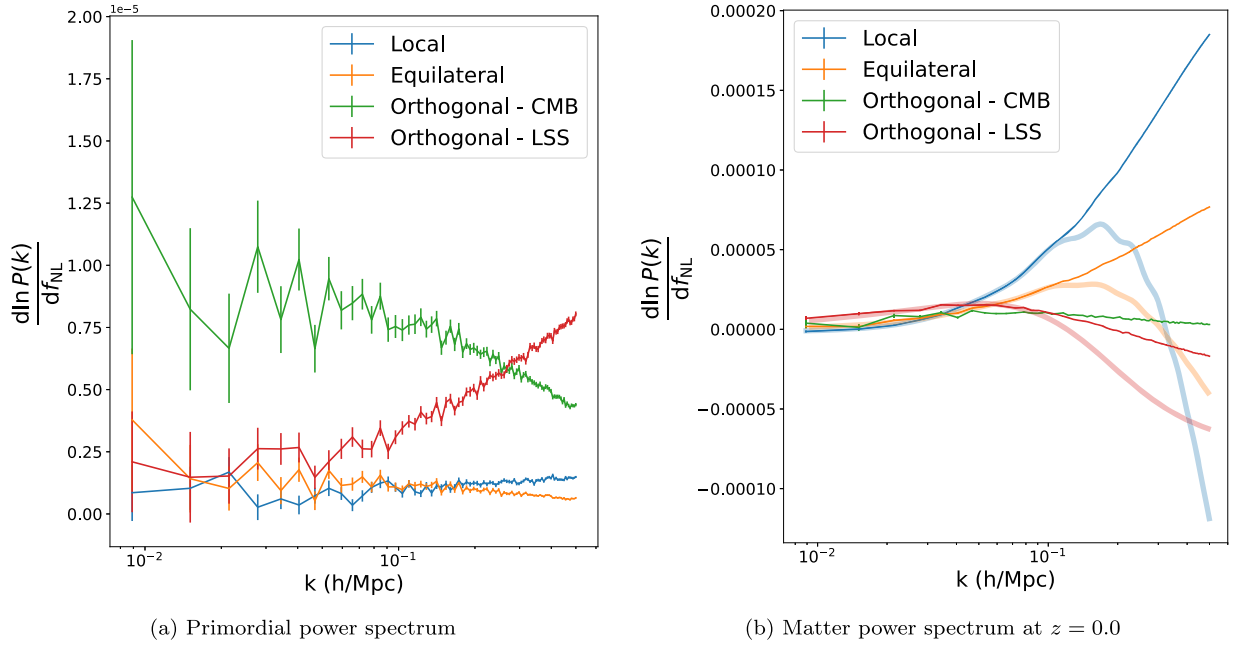 1e−5
2.00
1.75
1.50
1.25
1.00
0.75
0.50
0.25
0.00
dln P(k)
df_NL
Local
Equilateral
Orthogonal - CMB
Orthogonal - LSS
10⁻²
10⁻¹
k (h/Mpc)
(a) Primordial power spectrum
0.00020
0.00015
0.00010
0.00005
0.00000
−0.00005
−0.00010
dln P(k)
df_NL
Local
Equilateral
Orthogonal - CMB
Orthogonal - LSS
10⁻²
10⁻¹
k (h/Mpc)
(b) Matter power spectrum at z = 0.0